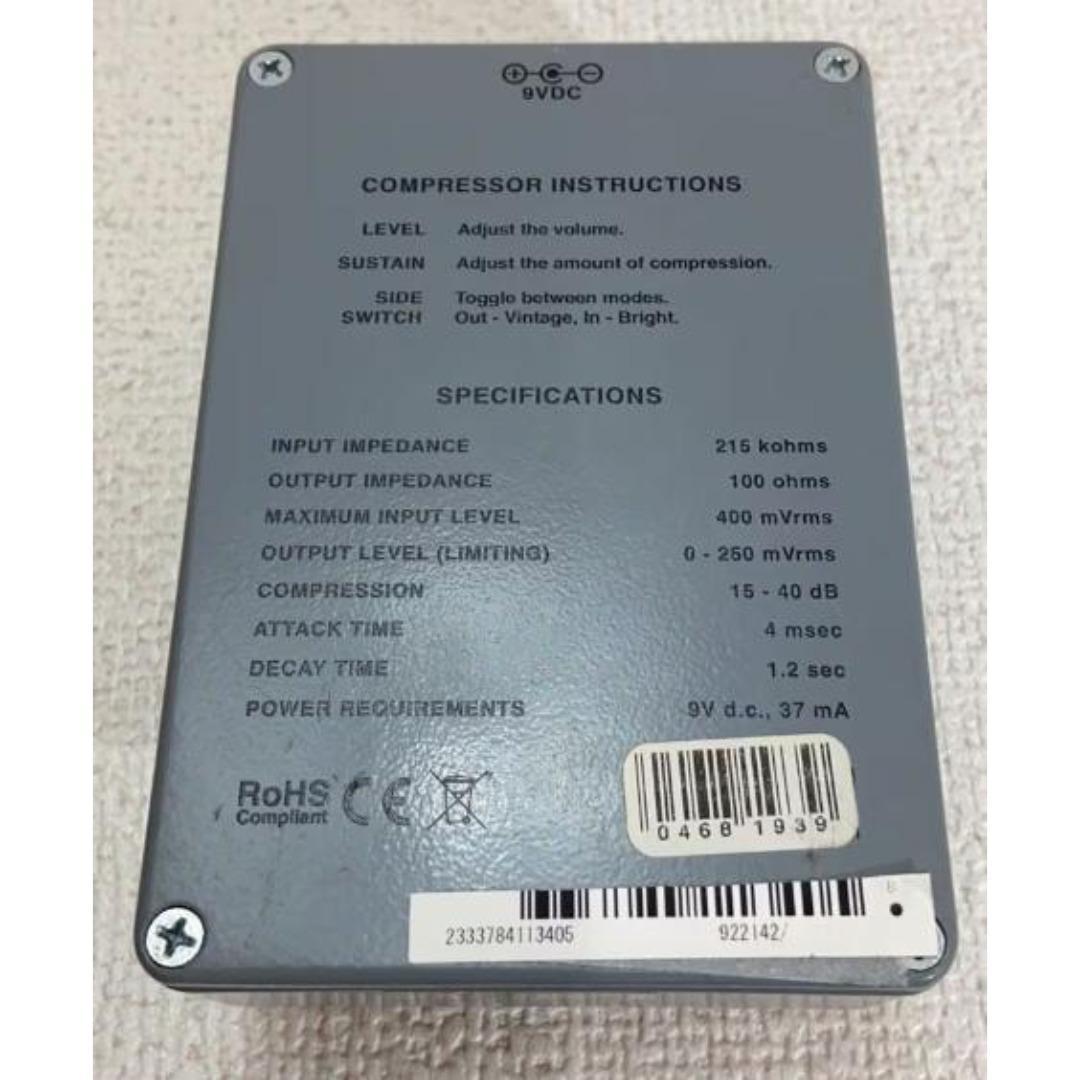 9VDC
COMPRESSOR INSTRUCTIONS
LEVEL Adjust the volume.
SUSTAIN Adjust the amount of compression.
SIDE Toggle between modes.
SWITCH Out - Vintage, In - Bright.
SPECIFICATIONS
INPUT IMPEDANCE 215 kohms
OUTPUT IMPEDANCE 100 ohms
MAXIMUM INPUT LEVEL 400 mVrms
OUTPUT LEVEL (LIMITING) 0 - 250 mVrms
COMPRESSION 15 - 40 dB
ATTACK TIME 4 msec
DECAY TIME 1.2 sec
POWER REQUIREMENTS 9V d.c., 37 mA
RoHS CE
Compliant
04681939
2333784113405 922142/